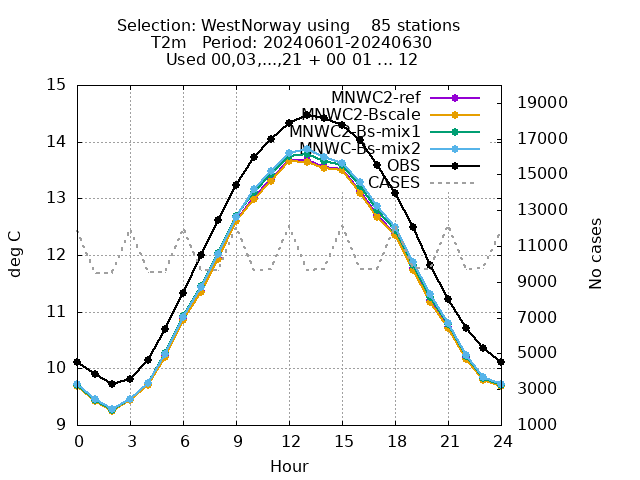 Selection: WestNorway using    85 stations
T2m   Period: 20240601-20240630
Used 00,03,...,21 + 00 01 ... 12
15
14
13
12
11
10
9
deg C
19000
17000
15000
13000
11000
9000
7000
5000
3000
1000
No cases
MNWC2-ref
MNWC2-Bscale
MNWC2-Bs-mix1
MNWC-Bs-mix2
OBS
CASES
0 3 6 9 12 15 18 21 24
Hour